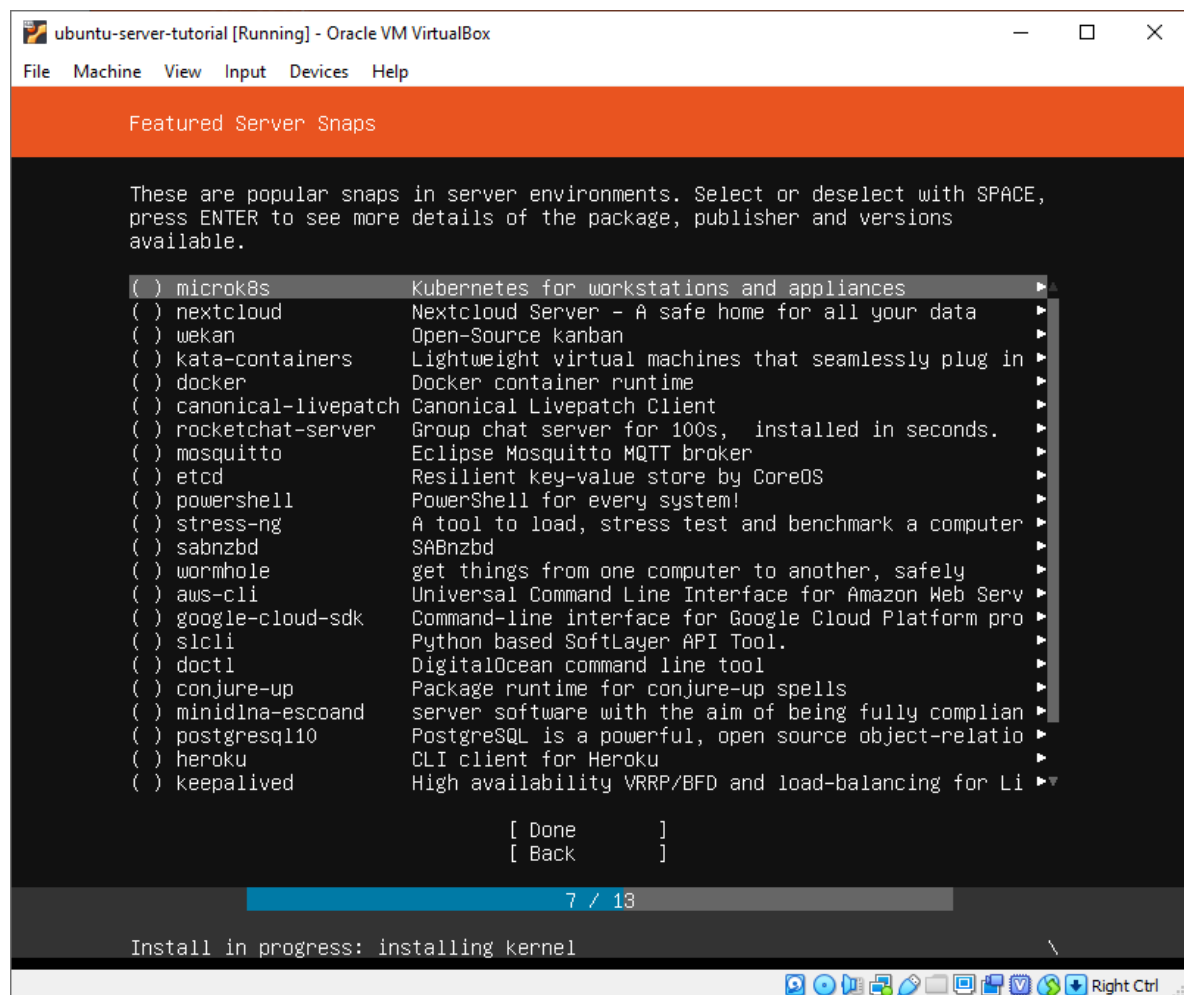 ubuntu-server-tutorial [Running] - Oracle VM VirtualBox
File Machine View Input Devices Help
Featured Server Snaps
These are popular snaps in server environments. Select or deselect with SPACE,
press ENTER to see more details of the package, publisher and versions
available.
( ) microk8s Kubernetes for workstations and appliances
( ) nextcloud Nextcloud Server - A safe home for all your data
( ) wekan Open-Source kanban
( ) kata-containers Lightweight virtual machines that seamlessly plug in
( ) docker Docker container runtime
( ) canonical-livepatch Canonical Livepatch Client
( ) rocketchat-server Group chat server for 100s,  installed in seconds.
( ) mosquitto Eclipse Mosquitto MQTT broker
( ) etcd Resilient key-value store by CoreOS
( ) powershell PowerShell for every system!
( ) stress-ng A tool to load, stress test and benchmark a computer
( ) sabnzbd SABnzbd
( ) wormhole get things from one computer to another, safely
( ) aws-cli Universal Command Line Interface for Amazon Web Serv
( ) google-cloud-sdk Command-line interface for Google Cloud Platform pro
( ) slcli Python based SoftLayer API Tool.
( ) doctl DigitalOcean command line tool
( ) conjure-up Package runtime for conjure-up spells
( ) minidlna-escoand server software with the aim of being fully complian
( ) postgresql10 PostgreSQL is a powerful, open source object-relatio
( ) heroku CLI client for Heroku
( ) keepalived High availability VRRP/BFD and load-balancing for Li
[ Done ]
[ Back ]
7 / 13
Install in progress: installing kernel \
Right Ctrl